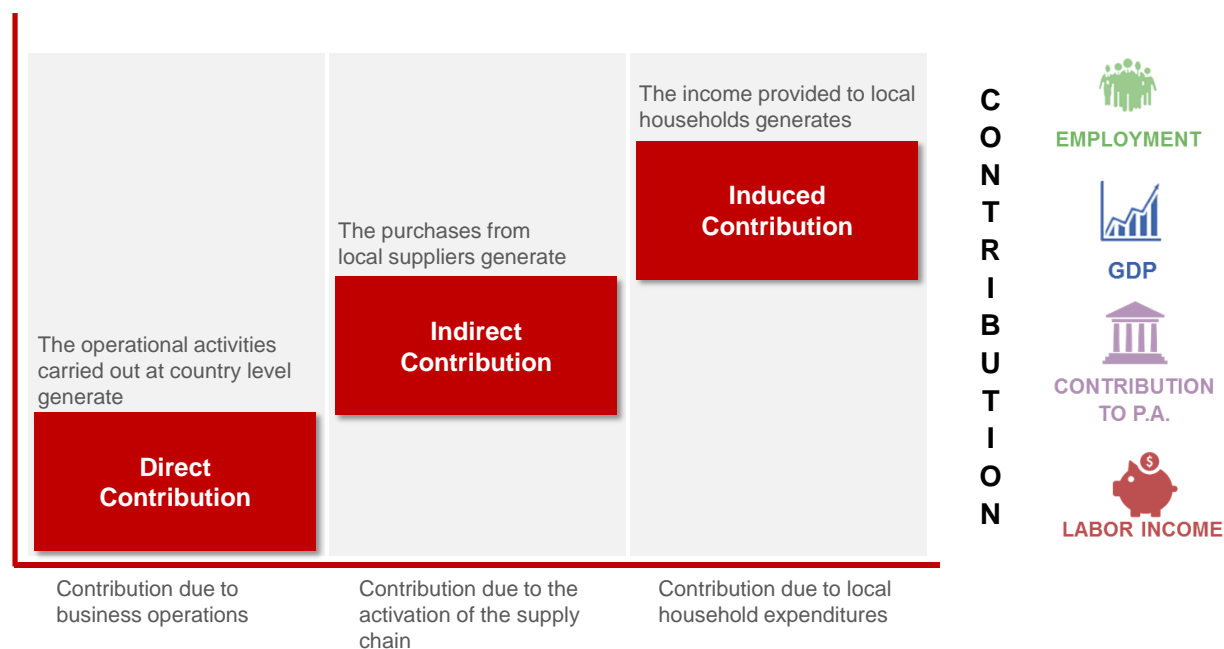 The operational activities
carried out at country level
generate
Direct
Contribution
Contribution due to
business operations
The purchases from
local suppliers generate
Indirect
Contribution
Contribution due to the
activation of the supply
chain
The income provided to local
households generates
Induced
Contribution
Contribution due to local
household expenditures
C
O
N
T
R
I
B
U
T
I
O
N
EMPLOYMENT
GDP
CONTRIBUTION
TO P.A.
$
LABOR INCOME